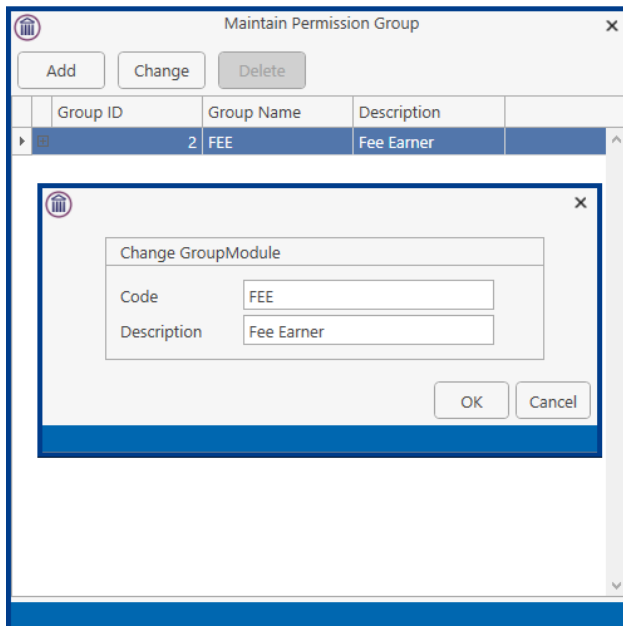 Maintain Permission Group
Add Change Delete
Group ID Group Name Description
2 FEE Fee Earner
Change GroupModule
Code FEE
Description Fee Earner
OK Cancel